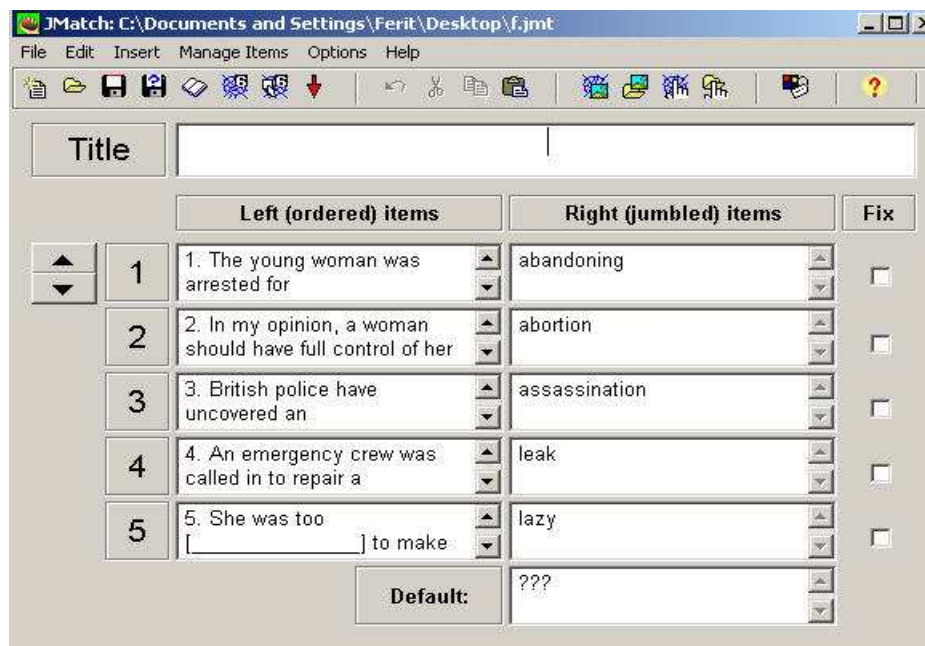 JMatch: C:\Documents and Settings\Ferit\Desktop\f.jmt
File Edit Insert Manage Items Options Help
Title
Left (ordered) items Right (jumbled) items Fix
1
1. The young woman was
arrested for
abandoning
2
2. In my opinion, a woman
should have full control of her
abortion
3
3. British police have
uncovered an
assassination
4
4. An emergency crew was
called in to repair a
leak
5
5. She was too
[________________] to make
lazy
Default:
???